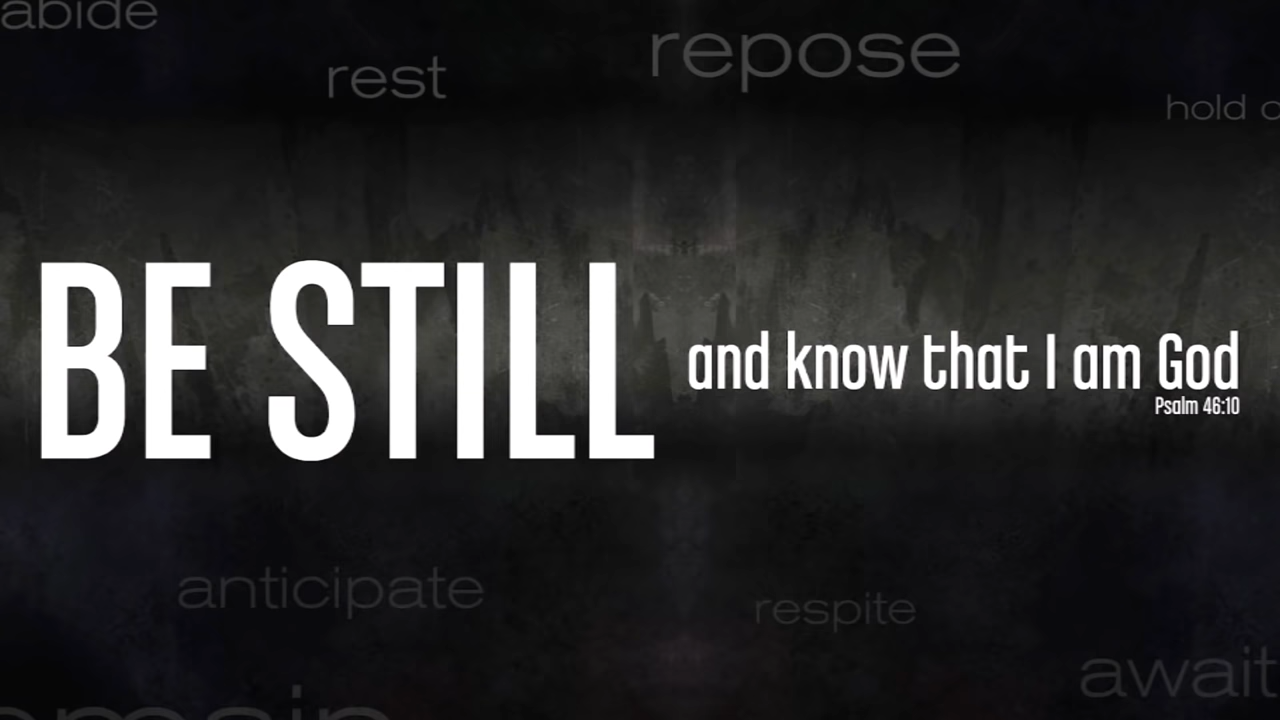 abide
repose
rest
hold
BE STILL
and know that I am God
Psalm 46:10
anticipate
respite
await